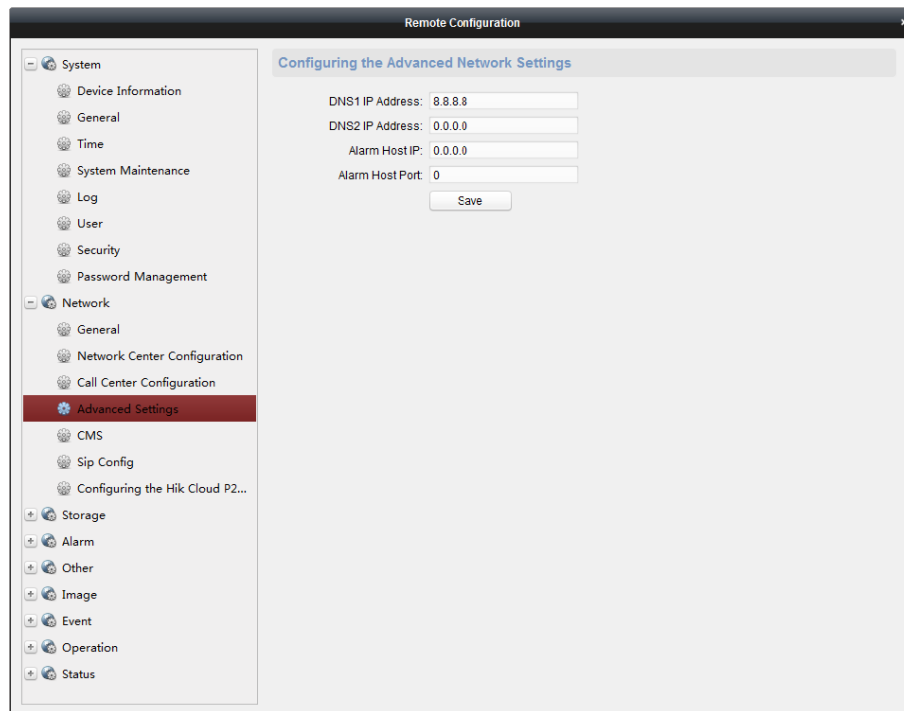 Remote Configuration
System
Device Information
General
Time
System Maintenance
Log
User
Security
Password Management
Network
General
Network Center Configuration
Call Center Configuration
Advanced Settings
CMS
Sip Config
Configuring the Hik Cloud P2...
Storage
Alarm
Other
Image
Event
Operation
Status
Configuring the Advanced Network Settings
DNS1 IP Address: 8.8.8.8
DNS2 IP Address: 0.0.0.0
Alarm Host IP: 0.0.0.0
Alarm Host Port: 0
Save